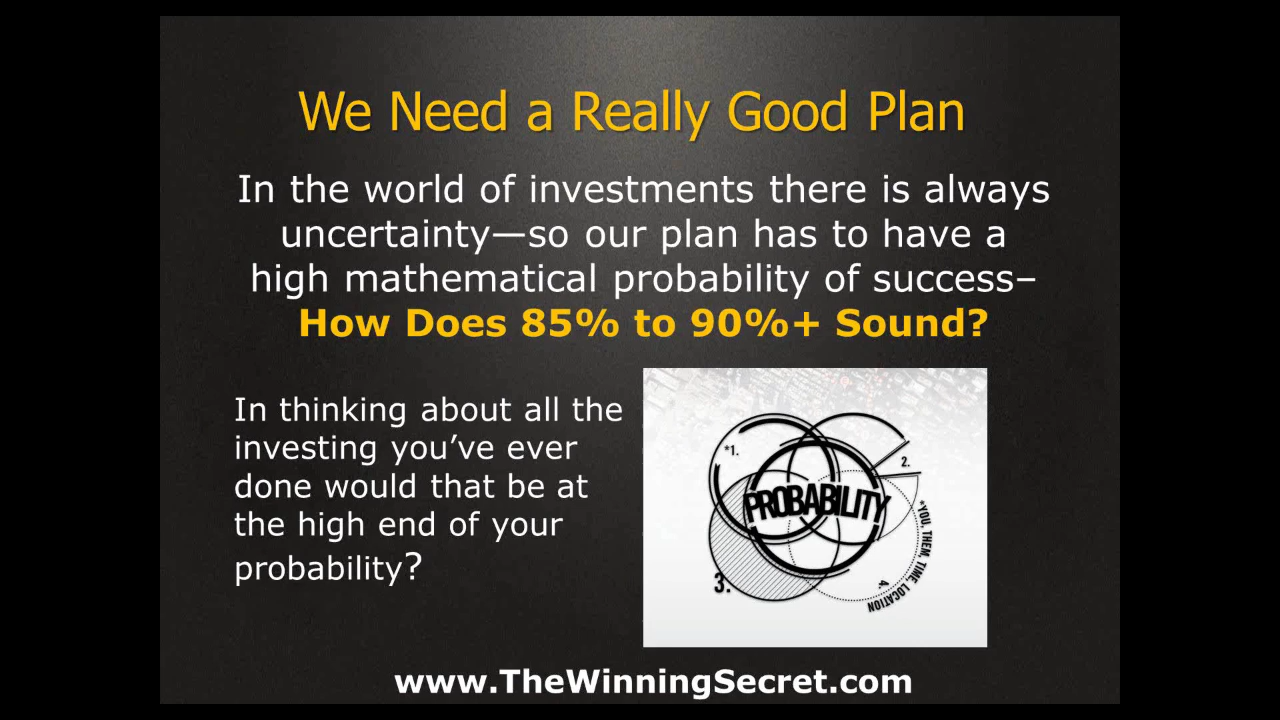 We Need a Really Good Plan
In the world of investments there is always
uncertainty—so our plan has to have a
high mathematical probability of success–
How Does 85% to 90%+ Sound?
In thinking about all the
investing you’ve ever
done would that be at
the high end of your
probability?
*1.
2.
PROBABILITY
3.
4.
*YOU, THEM, TIME, LOCATION
www.TheWinningSecret.com